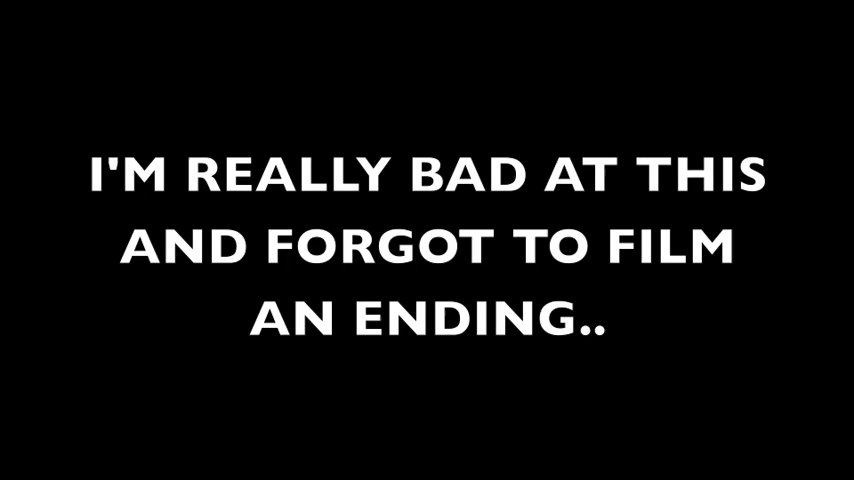 I'M REALLY BAD AT THIS
AND FORGOT TO FILM
AN ENDING..